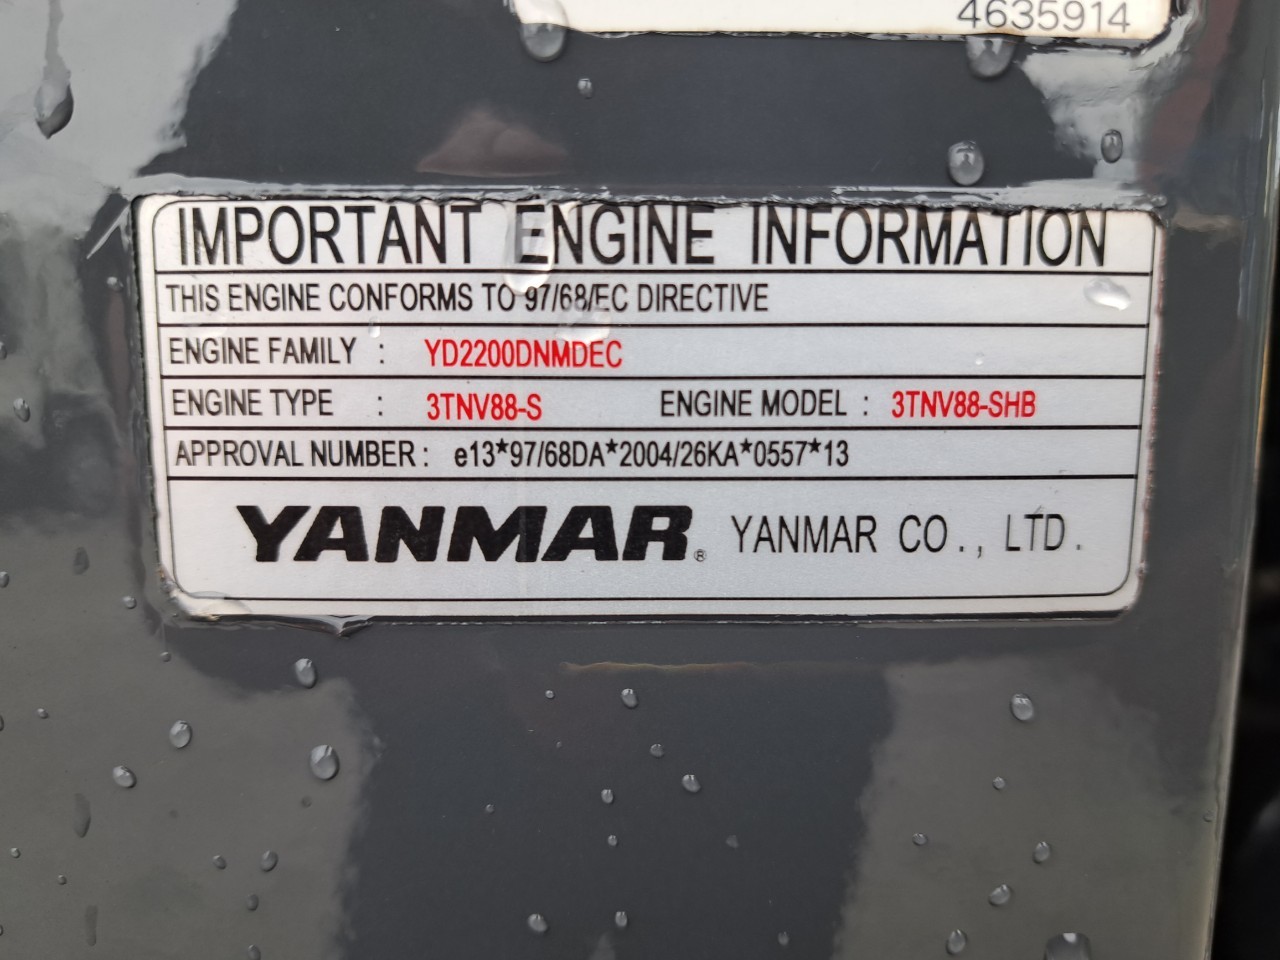 4635914
IMPORTANT ENGINE INFORMATION
THIS ENGINE CONFORMS TO 97/68/EC DIRECTIVE
ENGINE FAMILY : YD2200DNMDEC
ENGINE TYPE : 3TNV88-S ENGINE MODEL : 3TNV88-SHB
APPROVAL NUMBER : e13*97/68DA*2004/26KA*0557*13
YANMAR® YANMAR CO., LTD.